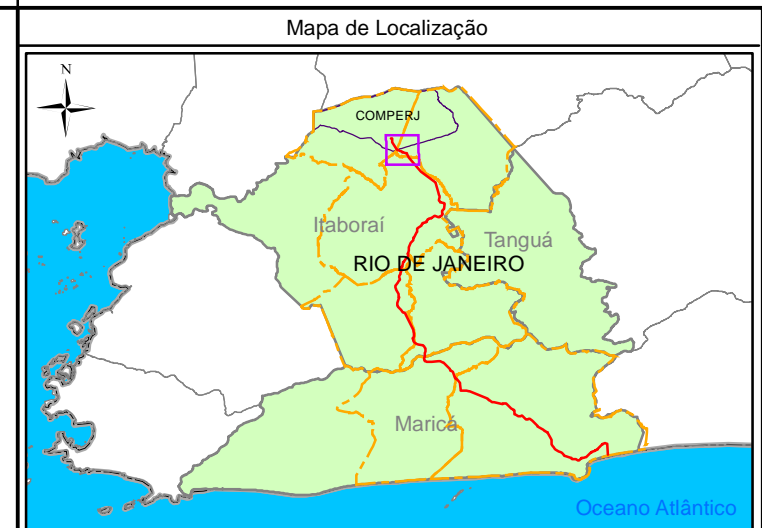 Mapa de Localização
N
COMPERJ
Itaboraí
Tanguá
RIO DE JANEIRO
Maricá
Oceano Atlântico